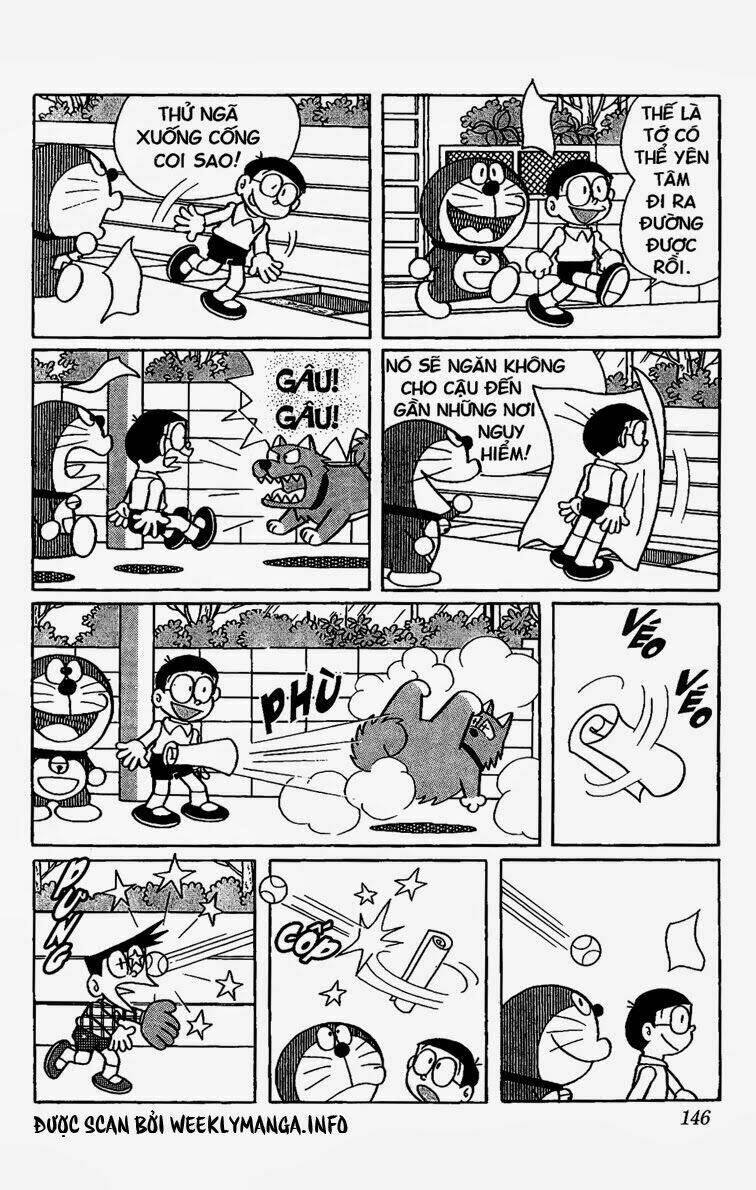 THẾ LÀ
TỚ CÓ
THỂ YÊN
TÂM
ĐI RA
ĐƯỜNG
ĐƯỢC
RỒI.
THỬ NGÃ
XUỐNG CỐNG
COI SAO!
NÓ SẼ NGĂN KHÔNG
CHO CẬU ĐẾN
GẦN NHỮNG NƠI
NGUY
HIỂM!
GÂU!
GÂU!
VÉO
VÉO
PHÙ
CỐP
PƯNG
ĐƯỢC SCAN BỞI WEEKLYMANGA.INFO
146